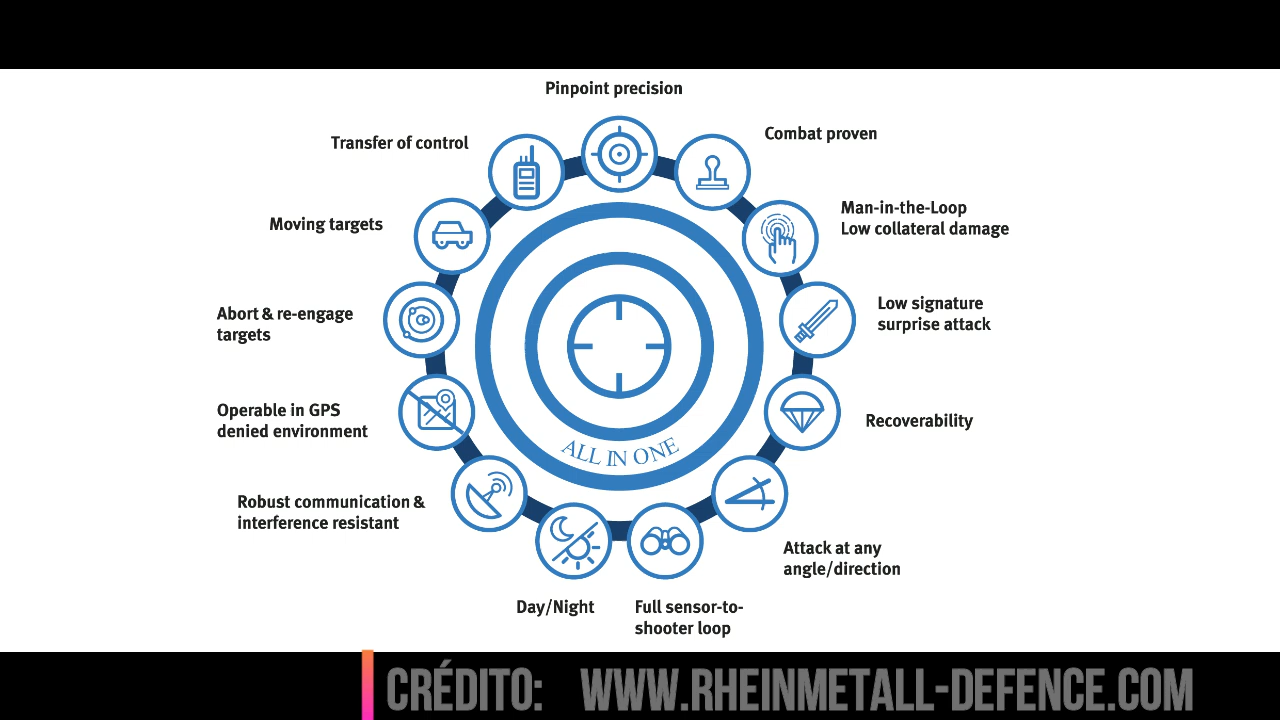 Pinpoint precision
Combat proven
Transfer of control
Man-in-the-Loop
Low collateral damage
Moving targets
Low signature
surprise attack
Abort & re-engage
targets
Operable in GPS
denied environment
Recoverability
ALL IN ONE
Robust communication &
interference resistant
Attack at any
angle/direction
Day/Night
Full sensor-to-
shooter loop
CRÉDITO: WWW.RHEINMETALL-DEFENCE.COM